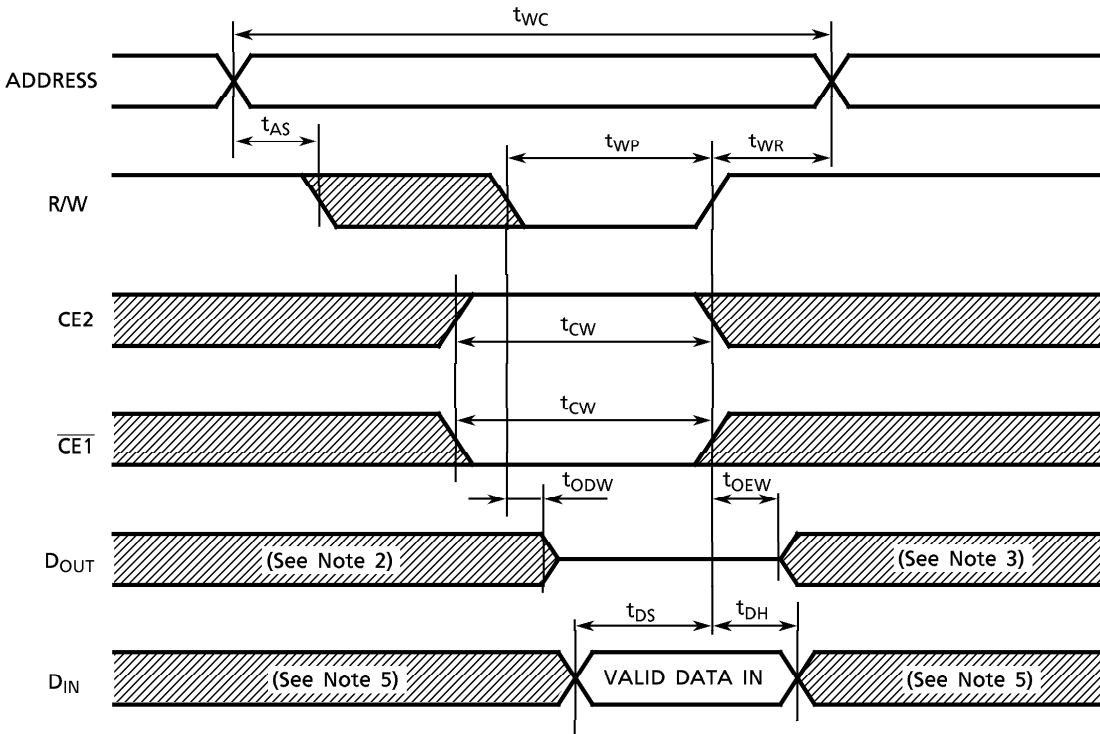 tWC
ADDRESS
tAS
tWP
tWR
R/W
CE2
tCW
CE1
tCW
tODW
tOEW
DOUT
(See Note 2)
(See Note 3)
tDS
tDH
DIN
(See Note 5)
VALID DATA IN
(See Note 5)